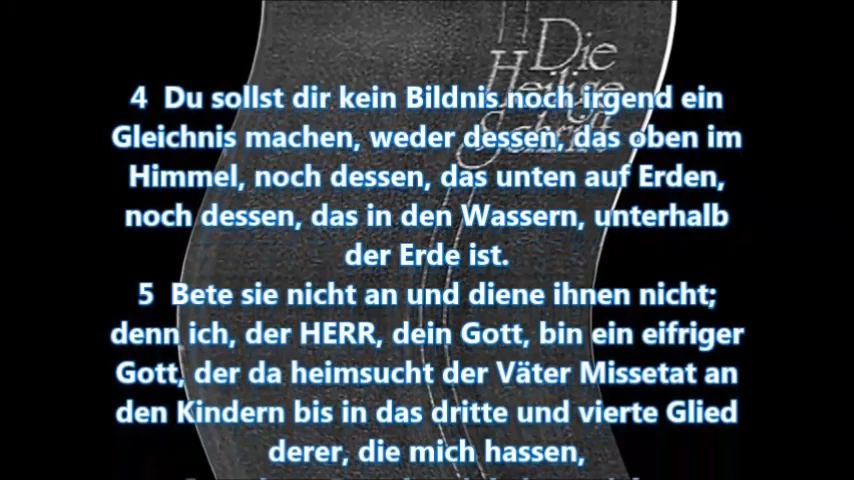 Die
Heilige
Schrift
4 Du sollst dir kein Bildnis noch irgend ein
Gleichnis machen, weder dessen, das oben im
Himmel, noch dessen, das unten auf Erden,
noch dessen, das in den Wassern, unterhalb
der Erde ist.
5 Bete sie nicht an und diene ihnen nicht;
denn ich, der HERR, dein Gott, bin ein eifriger
Gott, der da heimsucht der Väter Missetat an
den Kindern bis in das dritte und vierte Glied
derer, die mich hassen,